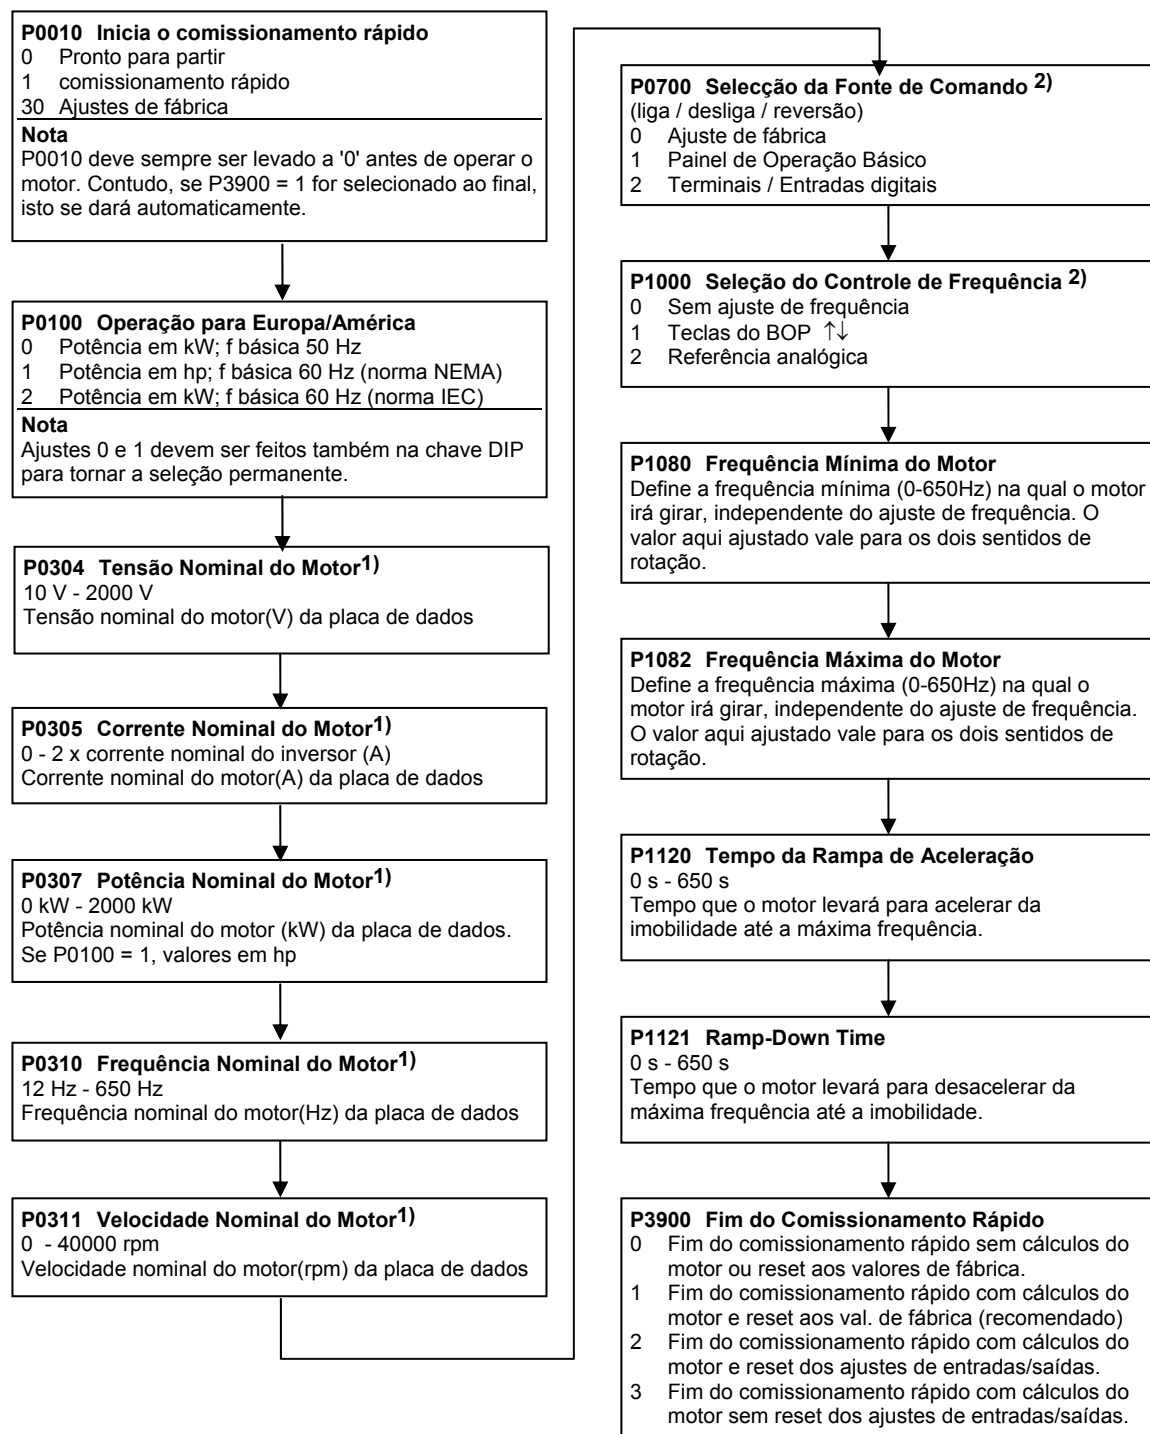 P0010 Inicia o comissionamento rápido
0 Pronto para partir
1 comissionamento rápido
30 Ajustes de fábrica
Nota
P0010 deve sempre ser levado a '0' antes de operar o
motor. Contudo, se P3900 = 1 for selecionado ao final,
isto se dará automaticamente.
P0100 Operação para Europa/América
0 Potência em kW; f básica 50 Hz
1 Potência em hp; f básica 60 Hz (norma NEMA)
2 Potência em kW; f básica 60 Hz (norma IEC)
Nota
Ajustes 0 e 1 devem ser feitos também na chave DIP
para tornar a seleção permanente.
P0304 Tensão Nominal do Motor1)
10 V - 2000 V
Tensão nominal do motor(V) da placa de dados
P0305 Corrente Nominal do Motor1)
0 - 2 x corrente nominal do inversor (A)
Corrente nominal do motor(A) da placa de dados
P0307 Potência Nominal do Motor1)
0 kW - 2000 kW
Potência nominal do motor (kW) da placa de dados.
Se P0100 = 1, valores em hp
P0310 Frequência Nominal do Motor1)
12 Hz - 650 Hz
Frequência nominal do motor(Hz) da placa de dados
P0311 Velocidade Nominal do Motor1)
0 - 40000 rpm
Velocidade nominal do motor(rpm) da placa de dados
P0700 Selecção da Fonte de Comando 2)
(liga / desliga / reversão)
0 Ajuste de fábrica
1 Painel de Operação Básico
2 Terminais / Entradas digitais
P1000 Seleção do Controle de Frequência 2)
0 Sem ajuste de frequência
1 Teclas do BOP ↑↓
2 Referência analógica
P1080 Frequência Mínima do Motor
Define a frequência mínima (0-650Hz) na qual o motor
irá girar, independente do ajuste de frequência. O
valor aqui ajustado vale para os dois sentidos de
rotação.
P1082 Frequência Máxima do Motor
Define a frequência máxima (0-650Hz) na qual o
motor irá girar, independente do ajuste de frequência.
O valor aqui ajustado vale para os dois sentidos de
rotação.
P1120 Tempo da Rampa de Aceleração
0 s - 650 s
Tempo que o motor levará para acelerar da
imobilidade até a máxima frequência.
P1121 Ramp-Down Time
0 s - 650 s
Tempo que o motor levará para desacelerar da
máxima frequência até a imobilidade.
P3900 Fim do Comissionamento Rápido
0 Fim do comissionamento rápido sem cálculos do
motor ou reset aos valores de fábrica.
1 Fim do comissionamento rápido com cálculos do
motor e reset aos val. de fábrica (recomendado)
2 Fim do comissionamento rápido com cálculos do
motor e reset dos ajustes de entradas/saídas.
3 Fim do comissionamento rápido com cálculos do
motor sem reset dos ajustes de entradas/saídas.